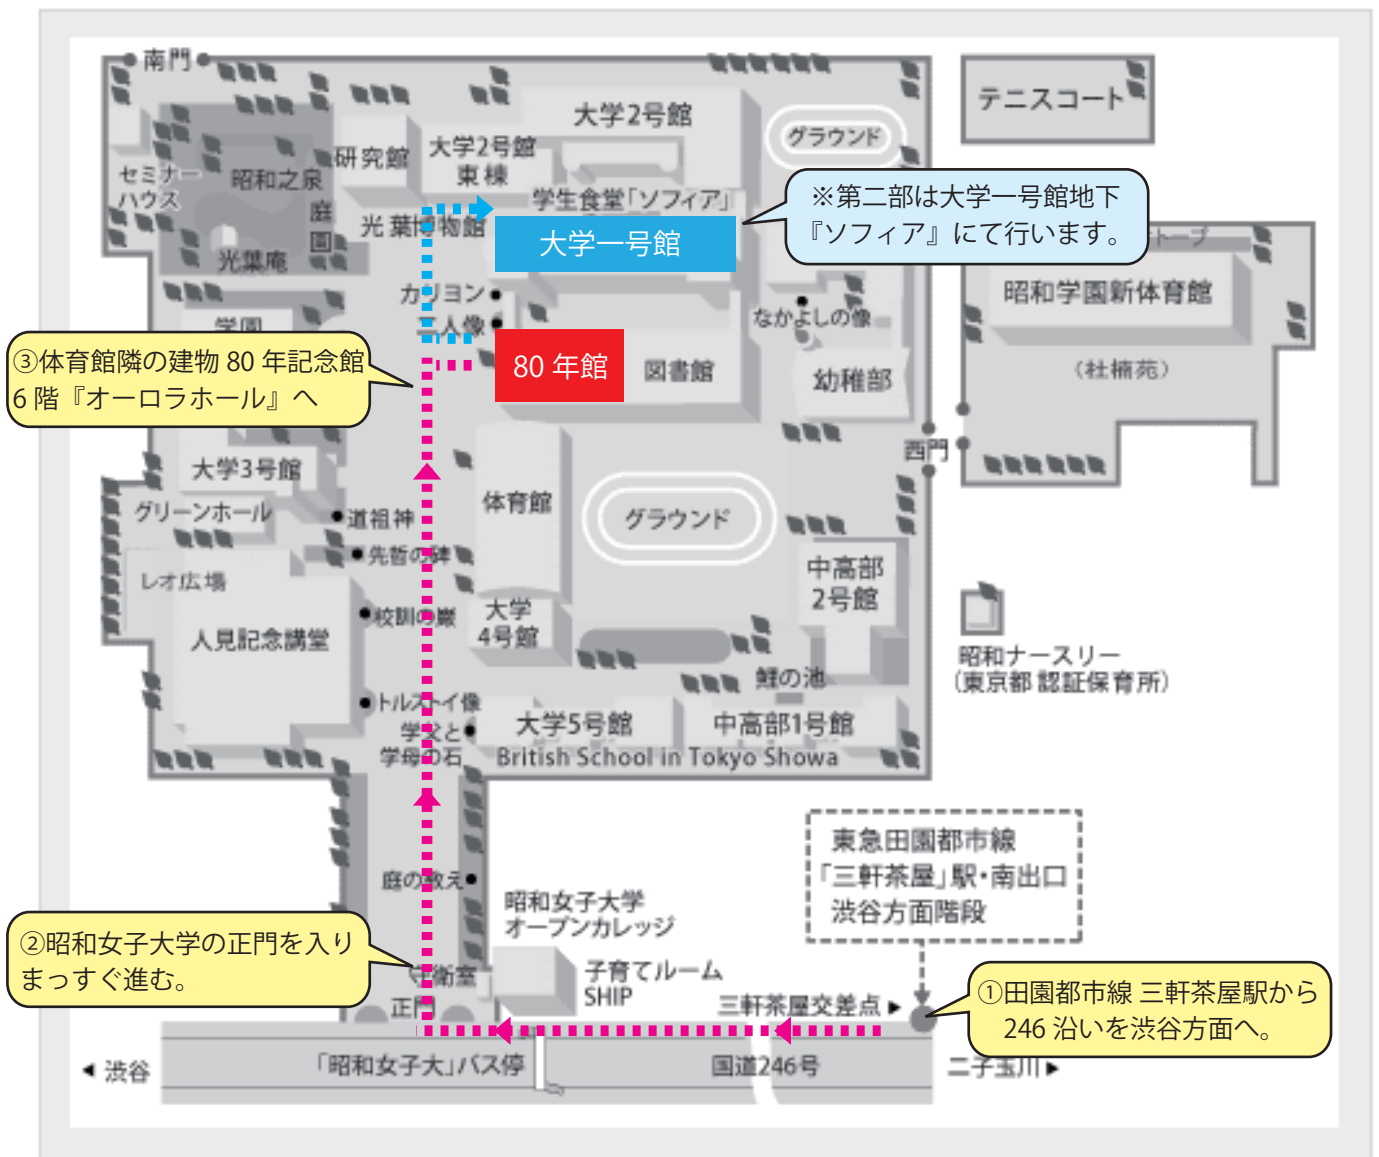 南門
テニスコート
大学2号館
グラウンド
研究館
大学2号館
東棟
セミナー
ハウス
昭和之泉
庭
園
光葉庵
学生食堂「ソフィア」
光葉博物館
大学一号館
※第二部は大学一号館地下
『ソフィア』にて行います。
昭和学園新体育館
(杜楠苑)
カリヨン
二人像
なかよしの像
学園
③体育館隣の建物 80 年記念館
6 階『オーロラホール』へ
80 年館
図書館
幼稚部
西門
大学3号館
グリーンホール
道祖神
体育館
グラウンド
先哲の碑
レオ広場
中高部
2号館
校訓の巌
大学
4号館
人見記念講堂
昭和ナースリー
(東京都 認証保育所)
鯉の池
トルストイ像
学父と
学母の石
大学5号館
中高部1号館
British School in Tokyo Showa
東急田園都市線
「三軒茶屋」駅・南出口
渋谷方面階段
庭の教え
昭和女子大学
オープンカレッジ
②昭和女子大学の正門を入り
まっすぐ進む。
守衛室
子育てルーム
SHIP
正門
三軒茶屋交差点
①田園都市線 三軒茶屋駅から
246 沿いを渋谷方面へ。
渋谷
「昭和女子大」バス停
国道246号
二子玉川